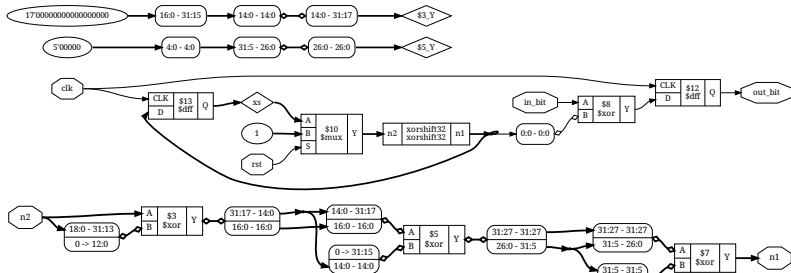 17'00000000000000000 16:0 - 31:15 14:0 - 14:0 14:0 - 31:17 $3_Y
5'00000 4:0 - 4:0 31:5 - 26:0 26:0 - 26:0 $5_Y
clk
CLK
D
$13
$dff
Q
xs
1
rst
A
B
S
$10
$mux
Y
n2
xorshift32
xorshift32
n1
0:0 - 0:0
in_bit
A
B
$8
$xor
Y
CLK
D
$12
$dff
Q
out_bit
n2
18:0 - 31:13
0 -> 12:0
A
B
$3
$xor
Y
31:17 - 14:0
16:0 - 16:0
14:0 - 31:17
16:0 - 16:0
0 -> 31:15
14:0 - 14:0
A
B
$5
$xor
Y
31:27 - 31:27
26:0 - 31:5
31:27 - 31:27
31:5 - 26:0
31:5 - 31:5
A
B
$7
$xor
Y
n1